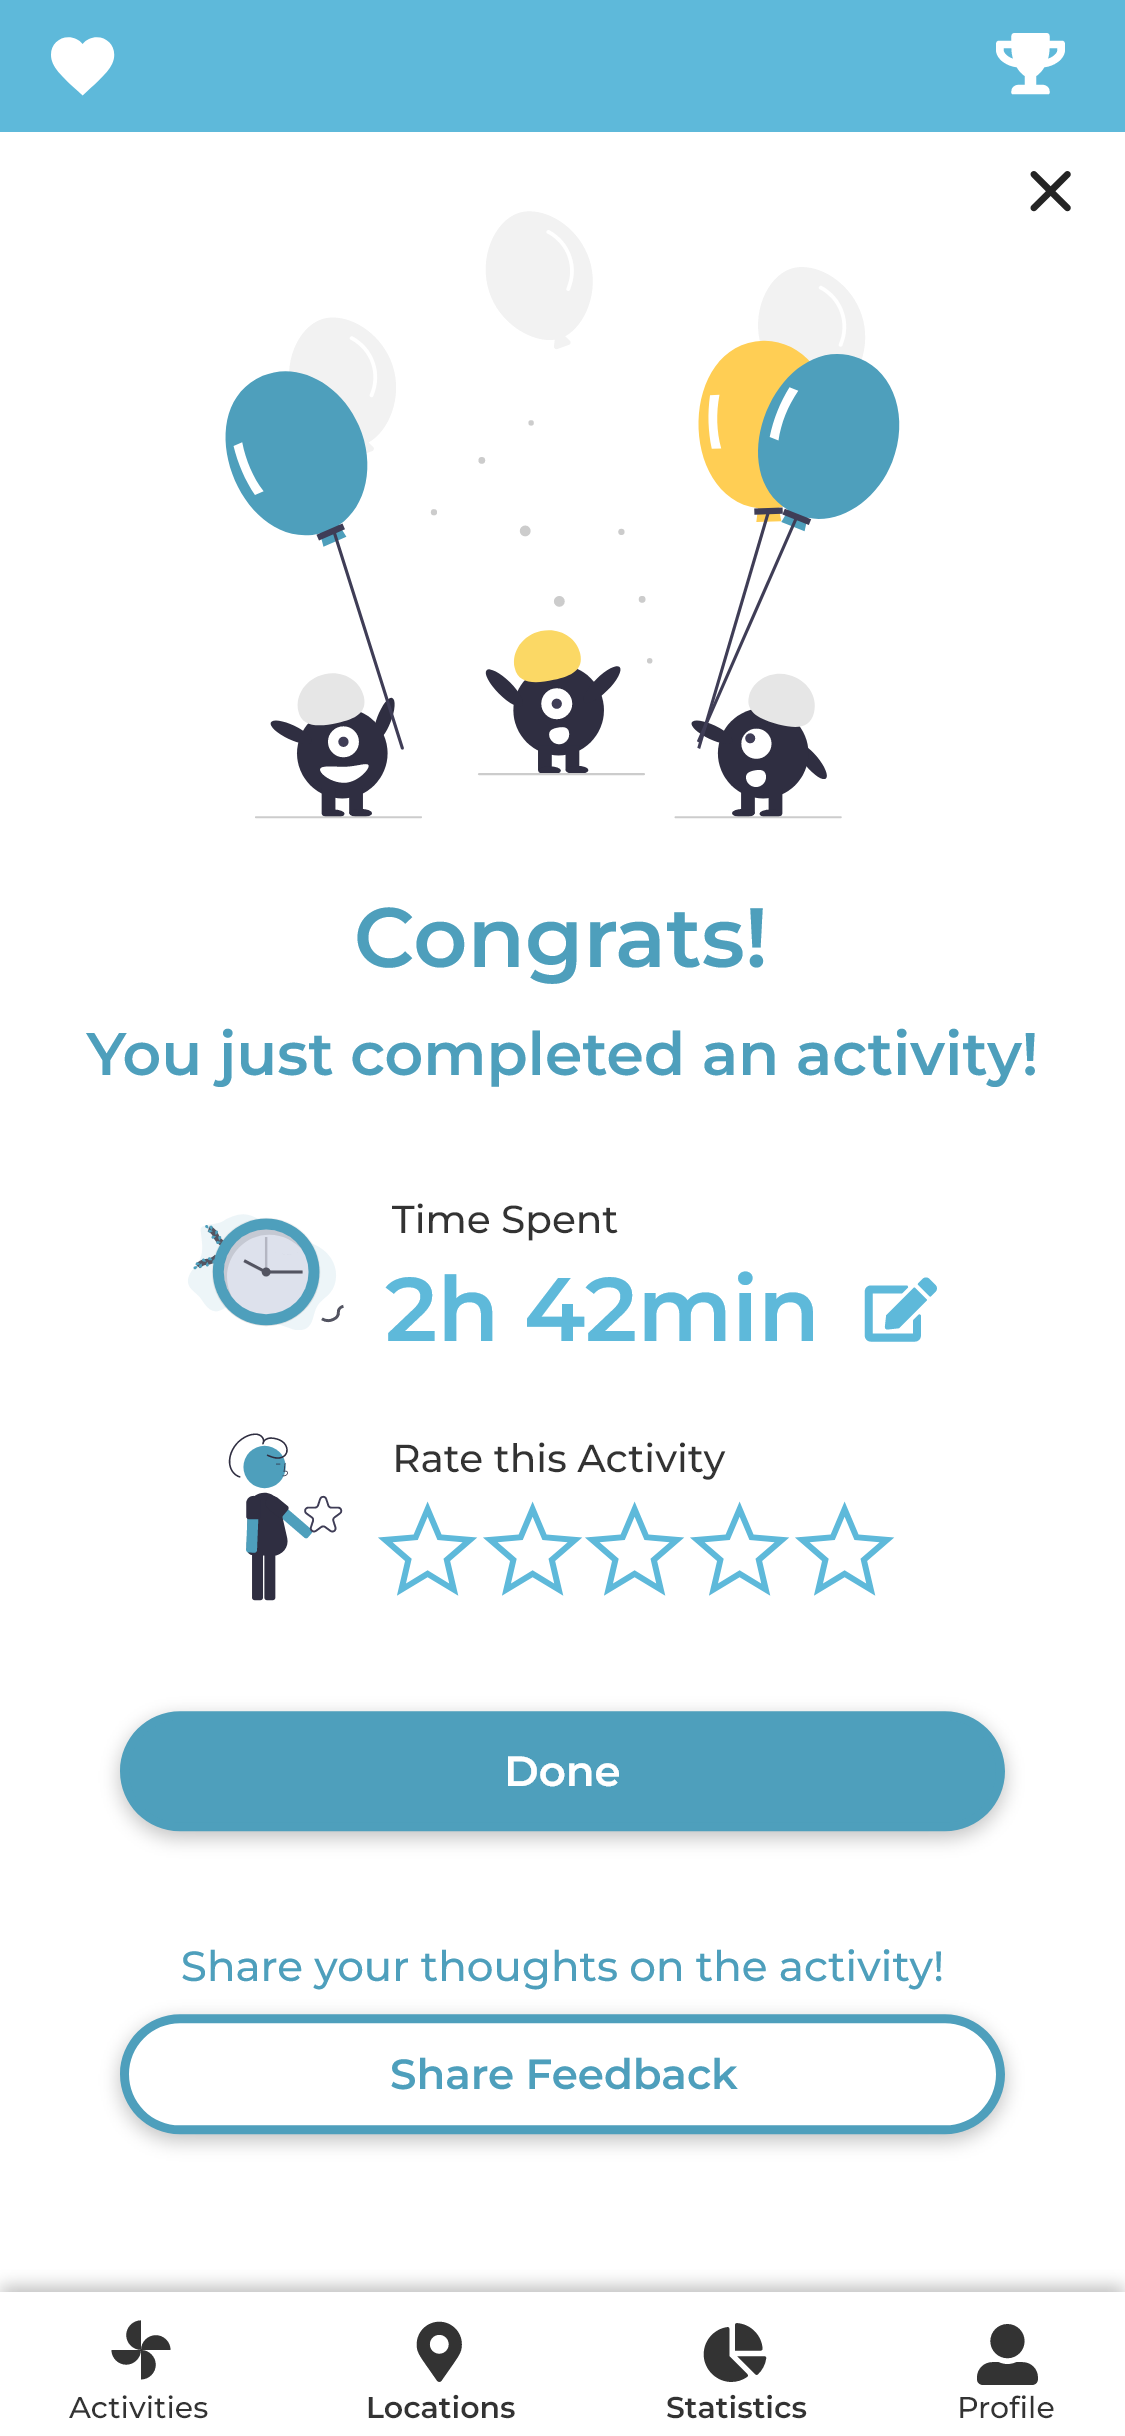 Congrats!
You just completed an activity!
Time Spent
2h 42min
Rate this Activity
Done
Share your thoughts on the activity!
Share Feedback
Activities
Locations
Statistics
Profile